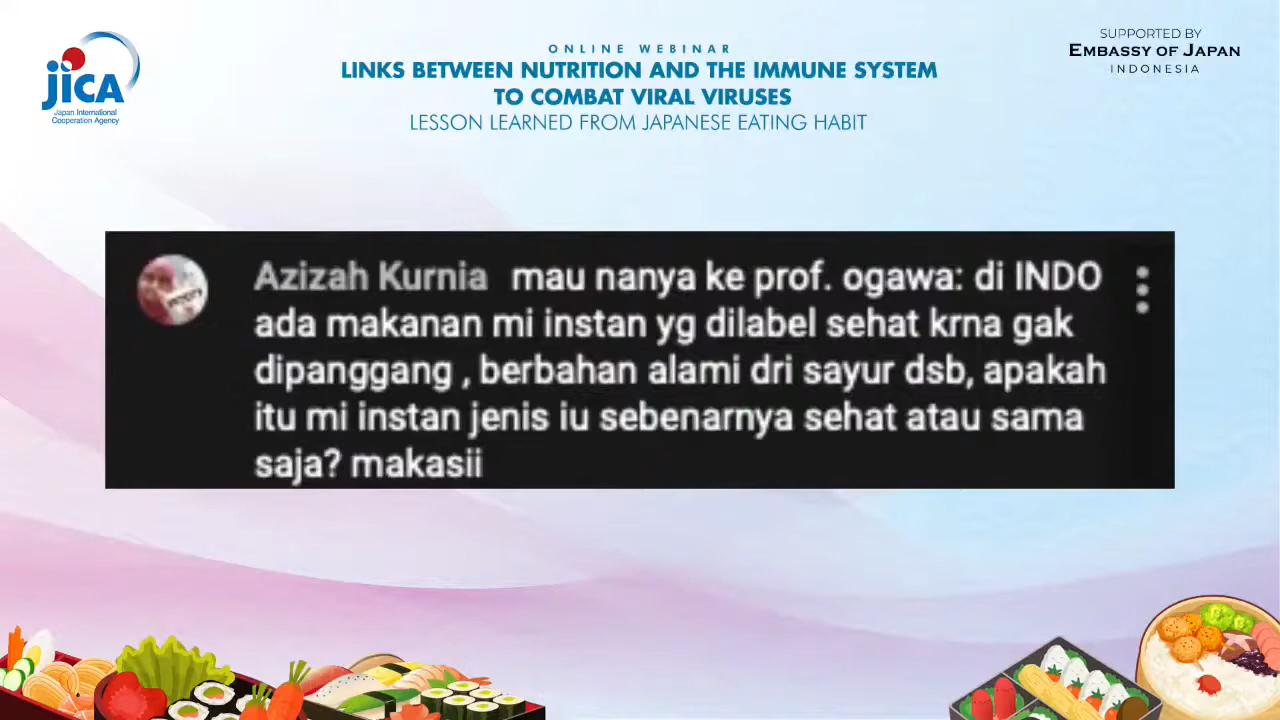 JICA
Japan International
Cooperation Agency
ONLINE WEBINAR
LINKS BETWEEN NUTRITION AND THE IMMUNE SYSTEM
TO COMBAT VIRAL VIRUSES
LESSON LEARNED FROM JAPANESE EATING HABIT
SUPPORTED BY
EMBASSY OF JAPAN
INDONESIA
Azizah Kurnia mau nanya ke prof. ogawa: di INDO
ada makanan mi instan yg dilabel sehat krna gak
dipanggang , berbahan alami dri sayur dsb, apakah
itu mi instan jenis iu sebenarnya sehat atau sama
saja? makasii